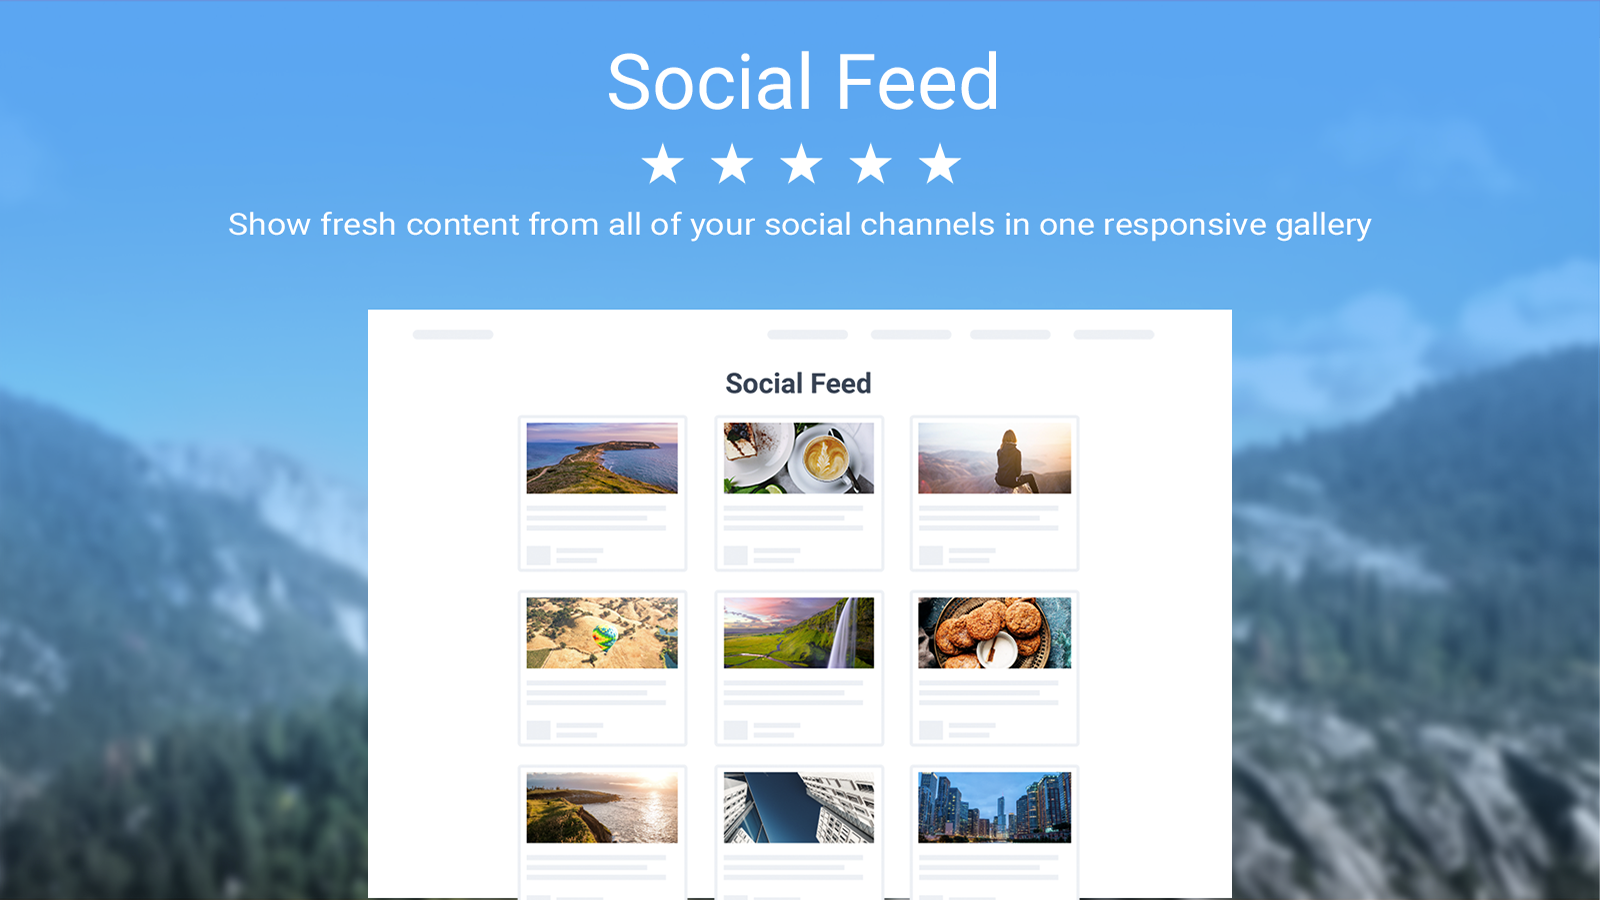 Social Feed
Show fresh content from all of your social channels in one responsive gallery
Social Feed